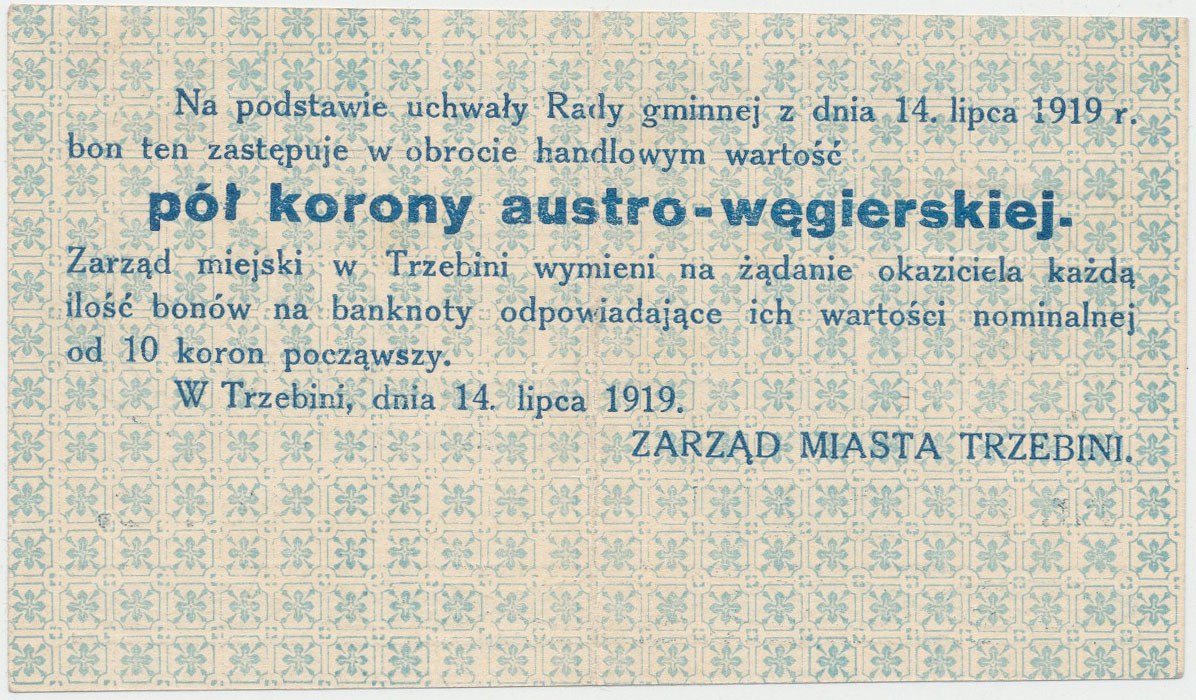 Na podstawie uchwały Rady gminnej z dnia 14. lipca 1919 r.
bon ten zastępuje w obrocie handlowym wartość
pół korony austro-węgierskiej.
Zarząd miejski w Trzebini wymieni na żądanie okaziciela każdą
ilość bonów na banknoty odpowiadające ich wartości nominalnej
od 10 koron począwszy.
W Trzebini, dnia 14. lipca 1919.
ZARZĄD MIASTA TRZEBINI.